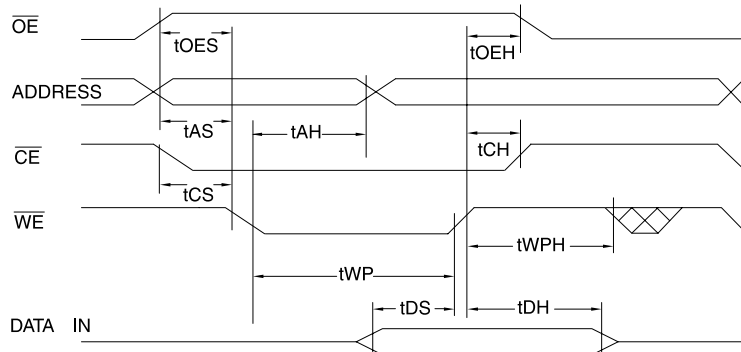 OE
tOES
tOEH
ADDRESS
tAS
tAH
tCH
CE
tCS
WE
tWPH
tWP
tDS
tDH
DATA IN